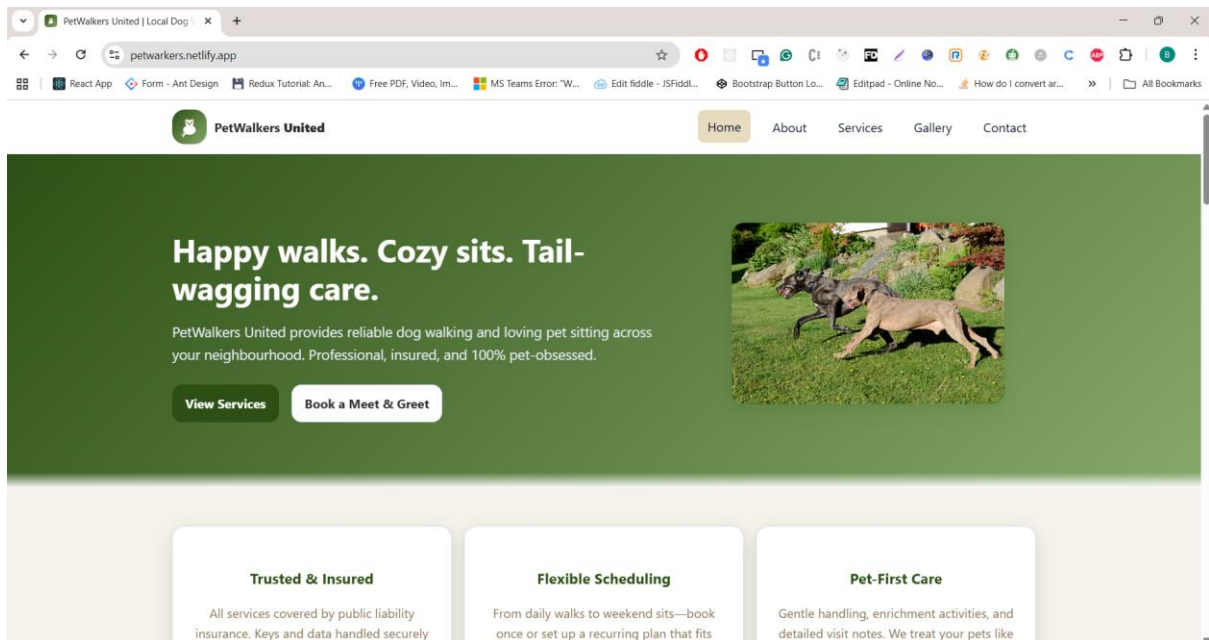 PetWalkers United | Local Dog
petwarkers.netlify.app
React App
Form - Ant Design
Redux Tutorial: An...
Free PDF, Video, Im...
MS Teams Error: "W...
Edit fiddle - JSFiddl...
Bootstrap Button Lo...
Editpad - Online No...
How do I convert ar...
All Bookmarks
PetWalkers United
Home
About
Services
Gallery
Contact
Happy walks. Cozy sits. Tail-
wagging care.
PetWalkers United provides reliable dog walking and loving pet sitting across
your neighbourhood. Professional, insured, and 100% pet-obsessed.
View Services
Book a Meet & Greet
Trusted & Insured
All services covered by public liability
insurance. Keys and data handled securely
Flexible Scheduling
From daily walks to weekend sits—book
once or set up a recurring plan that fits
Pet-First Care
Gentle handling, enrichment activities, and
detailed visit notes. We treat your pets like